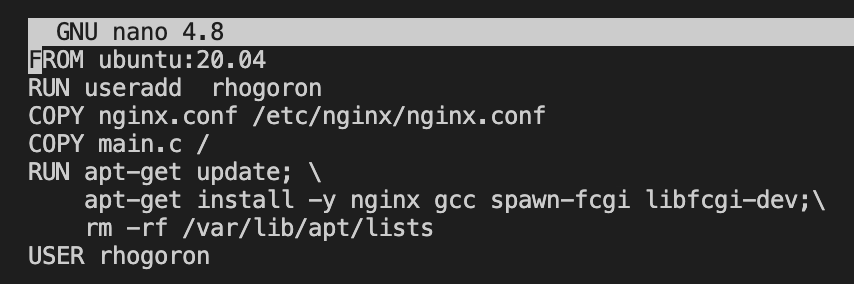 GNU nano 4.8
FROM ubuntu:20.04
RUN useradd  rhogoron
COPY nginx.conf /etc/nginx/nginx.conf
COPY main.c /
RUN apt-get update; \
    apt-get install -y nginx gcc spawn-fcgi libfcgi-dev;\
    rm -rf /var/lib/apt/lists
USER rhogoron